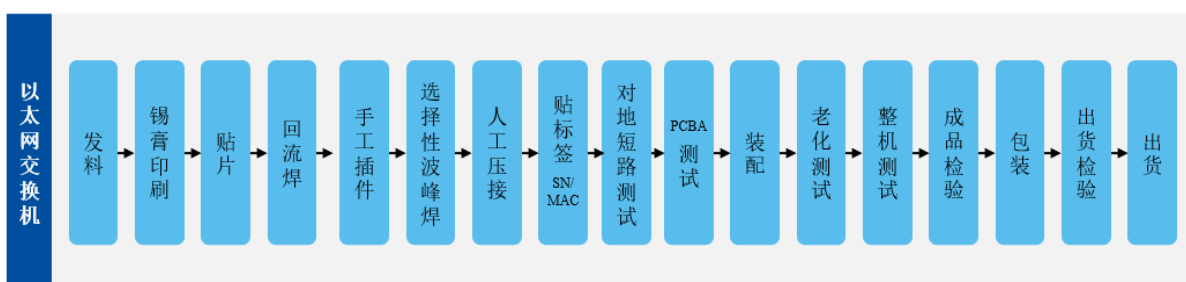 以太网交换机
发料
锡膏印刷
贴片
回流焊
手工插件
选择性波峰焊
人工压接
贴标签
SN/
MAC
对地短路测试
PCBA
测试
装配
老化测试
整机测试
成品检验
包装
出货检验
出货